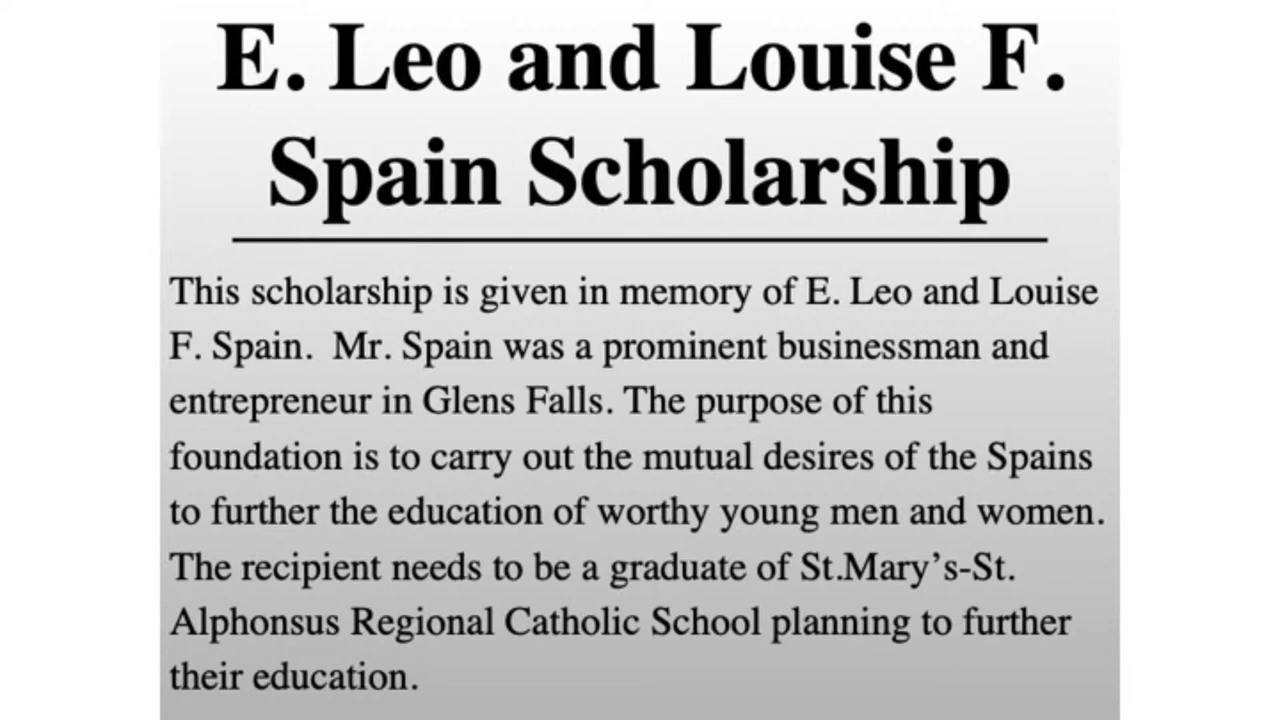 E. Leo and Louise F.
Spain Scholarship
This scholarship is given in memory of E. Leo and Louise
F. Spain.  Mr. Spain was a prominent businessman and
entrepreneur in Glens Falls. The purpose of this
foundation is to carry out the mutual desires of the Spains
to further the education of worthy young men and women.
The recipient needs to be a graduate of St.Mary’s-St.
Alphonsus Regional Catholic School planning to further
their education.